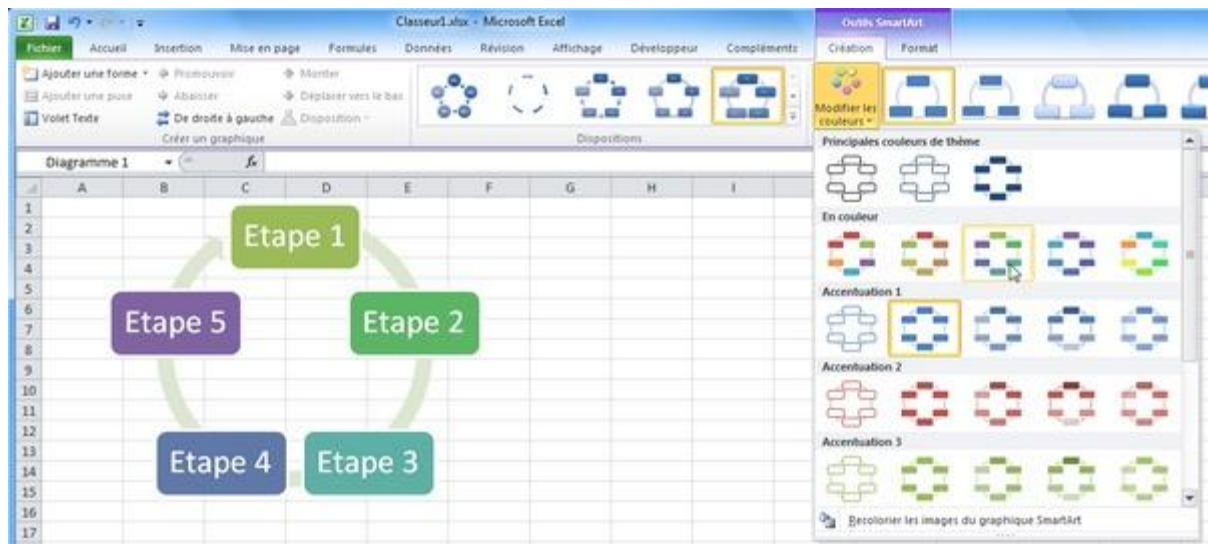 Classeur1.xlsx - Microsoft Excel Outils SmartArt
Fichier Accueil Insertion Mise en page Formules Données Révision Affichage Développeur Compléments Création Format
Ajouter une forme Promouvoir Monter
Ajouter une puce Abaisser Déplacer vers le bas
Volet Texte De droite à gauche Disposition
Modifier les
couleurs
Créer un graphique Dispositions
Diagramme 1 fx
A B C D E F G H I
1
2
3
4
5
6
7
8
9
10
11
12
13
14
15
16
17
Etape 1
Etape 5 Etape 2
Etape 4 Etape 3
Principales couleurs de thème
En couleur
Accentuation 1
Accentuation 2
Accentuation 3
Recolorier les images du graphique SmartArt